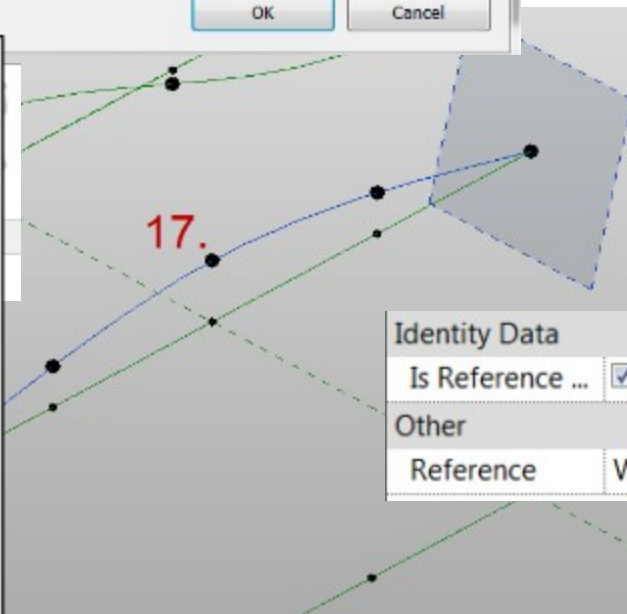 OK Cancel
17.
Identity Data
Is Reference ...
Other
Reference